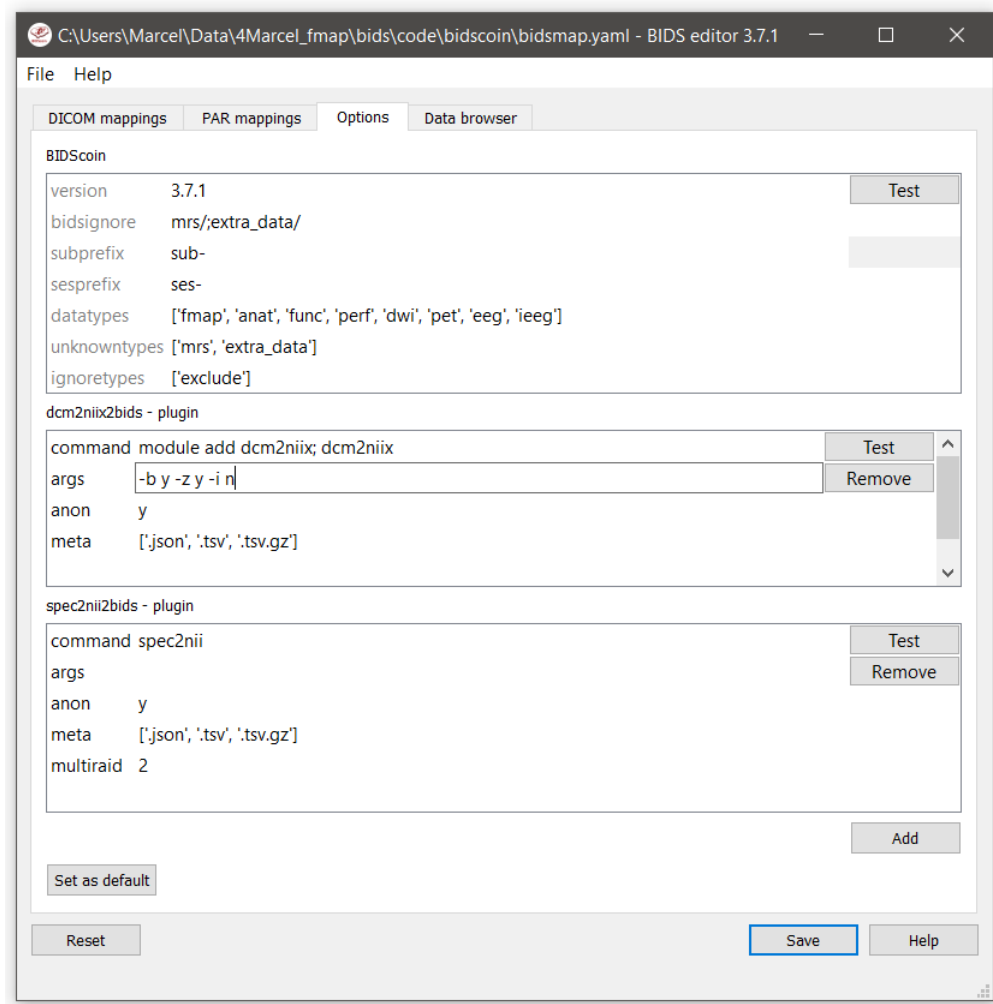 C:\Users\Marcel\Data\4Marcel_fmap\bids\code\bidscoin\bidsmap.yaml - BIDS editor 3.7.1
File Help
DICOM mappings PAR mappings Options Data browser
BIDScoin
version 3.7.1 Test
bidsignore mrs/;extra_data/
subprefix sub-
sesprefix ses-
datatypes ['fmap', 'anat', 'func', 'perf', 'dwi', 'pet', 'eeg', 'ieeg']
unknowntypes ['mrs', 'extra_data']
ignoretypes ['exclude']
dcm2niix2bids - plugin
command module add dcm2niix; dcm2niix Test
args -b y -z y -i n Remove
anon y
meta ['.json', '.tsv', '.tsv.gz']
spec2nii2bids - plugin
command spec2nii Test
args Remove
anon y
meta ['.json', '.tsv', '.tsv.gz']
multiraid 2
Add
Set as default
Reset Save Help